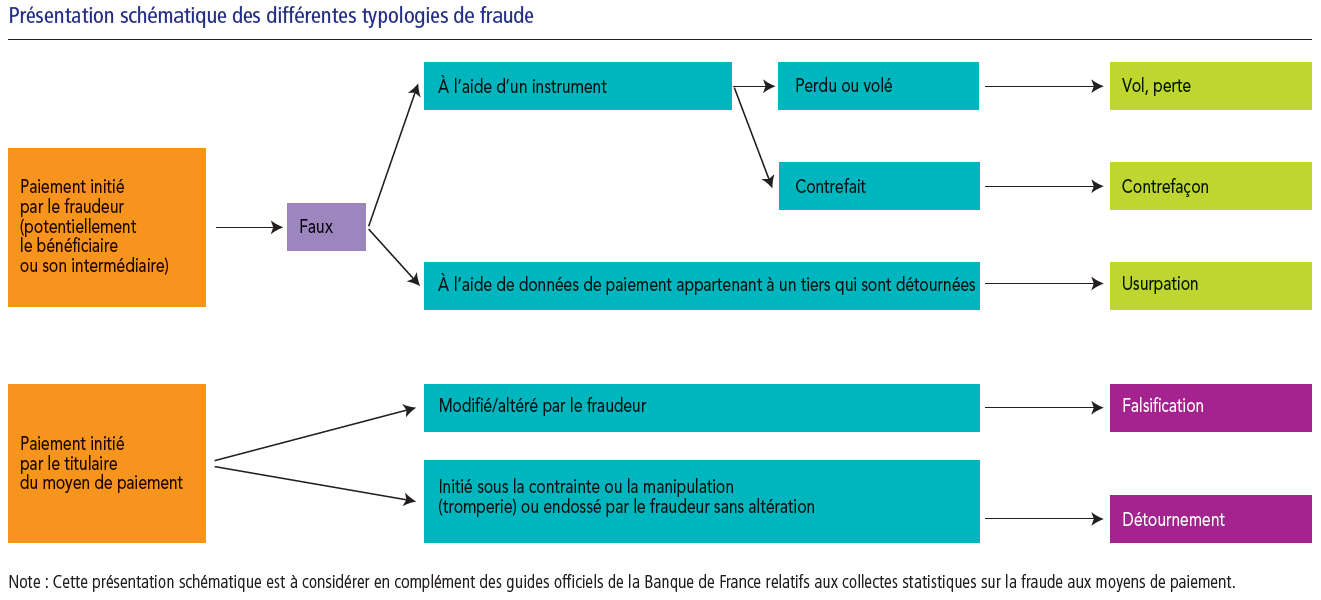 Présentation schématique des différentes typologies de fraude
À l’aide d’un instrument
Perdu ou volé
Vol, perte
Paiement initié
par le fraudeur
(potentiellement
le bénéficiaire
ou son intermédiaire)
Faux
Contrefait
Contrefaçon
À l’aide de données de paiement appartenant à un tiers qui sont détournées
Usurpation
Paiement initié
par le titulaire
du moyen de paiement
Modifié/altéré par le fraudeur
Falsification
Initié sous la contrainte ou la manipulation
(tromperie) ou endossé par le fraudeur sans altération
Détournement
Note : Cette présentation schématique est à considérer en complément des guides officiels de la Banque de France relatifs aux collectes statistiques sur la fraude aux moyens de paiement.